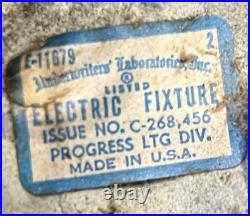 E-11679 2
Underwriters' Laboratories, Inc.
LISTED
ELECTRIC FIXTURE
ISSUE NO. C-268,456
PROGRESS LTG DIV.
MADE IN U.S.A.